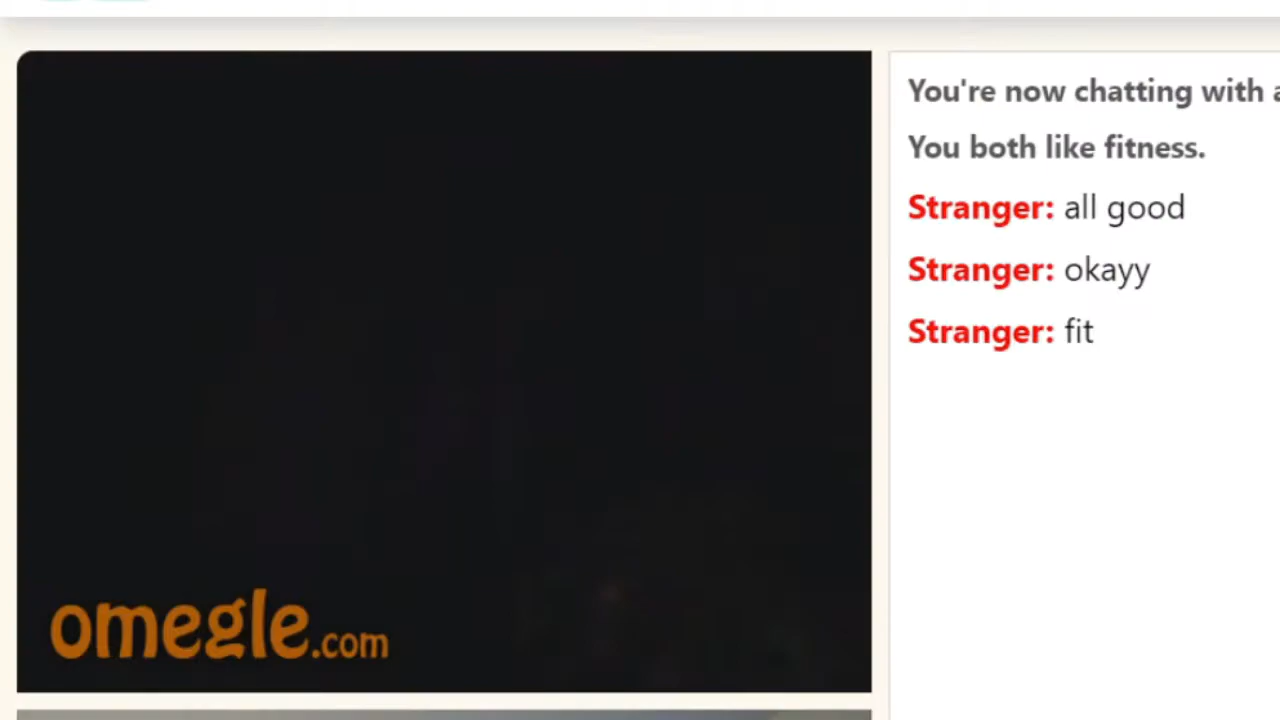 You're now chatting with a
You both like fitness.
Stranger: all good
Stranger: okayy
Stranger: fit
omegle.com